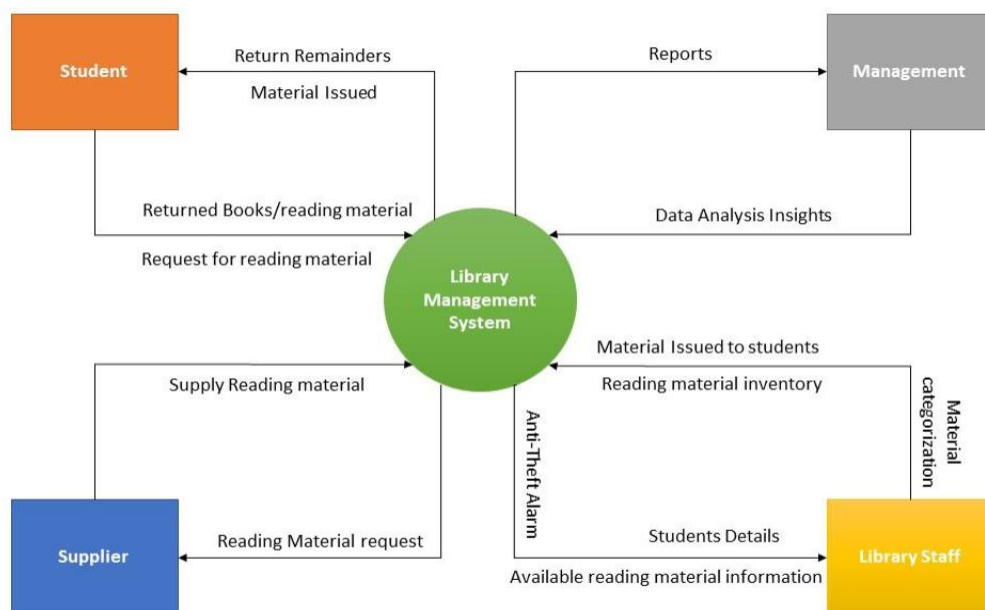 Student
Return Remainders
Material Issued
Reports
Management
Returned Books/reading material
Request for reading material
Data Analysis Insights
Library
Management
System
Supply Reading material
Material Issued to students
Reading material inventory
Material
categorization
Anti-Theft Alarm
Supplier
Reading Material request
Students Details
Available reading material information
Library Staff